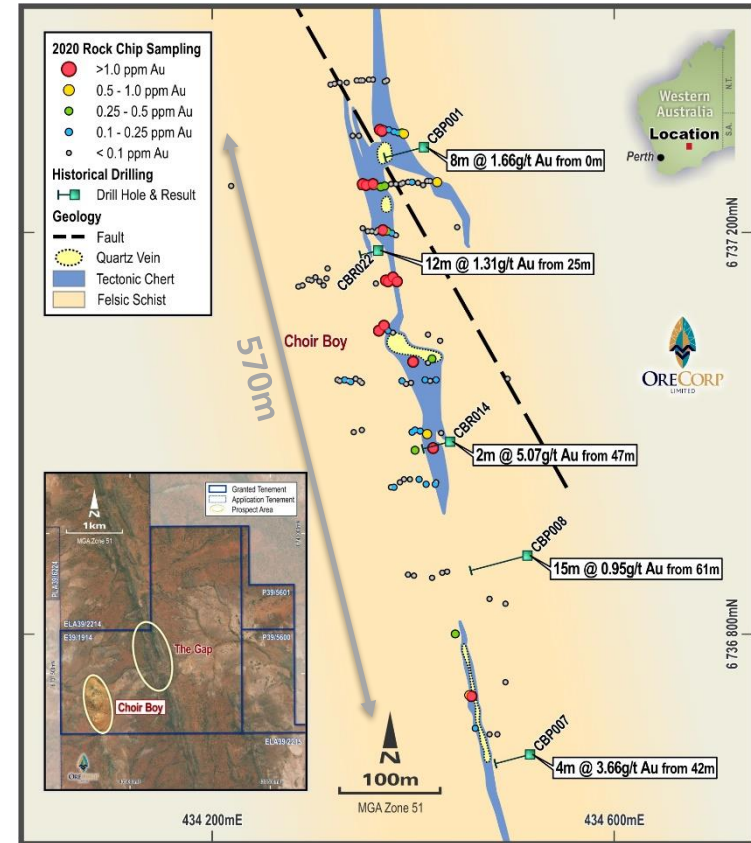 2020 Rock Chip Sampling
>1.0 ppm Au
0.5 - 1.0 ppm Au
0.25 - 0.5 ppm Au
0.1 - 0.25 ppm Au
< 0.1 ppm Au
Historical Drilling
Drill Hole & Result
Geology
Fault
Quartz Vein
Tectonic Chert
Felsic Schist
Western
Australia
Location
Perth
N.T.
S.A.
CBP001
8m @ 1.66g/t Au from 0m
6 737 200mN
CBR022
12m @ 1.31g/t Au from 25m
Choir Boy
570m
ORECORP
LIMITED
CBR014
2m @ 5.07g/t Au from 47m
CBP008
15m @ 0.95g/t Au from 61m
6 736 800mN
CBP007
4m @ 3.66g/t Au from 42m
N
100m
MGA Zone 51
434 200mE
434 600mE
N
1km
MGA Zone 51
Granted Tenement
Application Tenement
Prospect Area
PLA39/6224
ELA39/2214
E39/1914
P39/5601
P39/5600
The Gap
Choir Boy